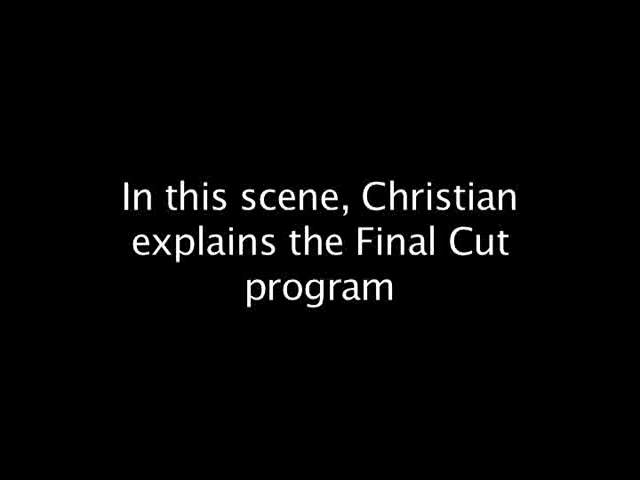 In this scene, Christian
explains the Final Cut
program